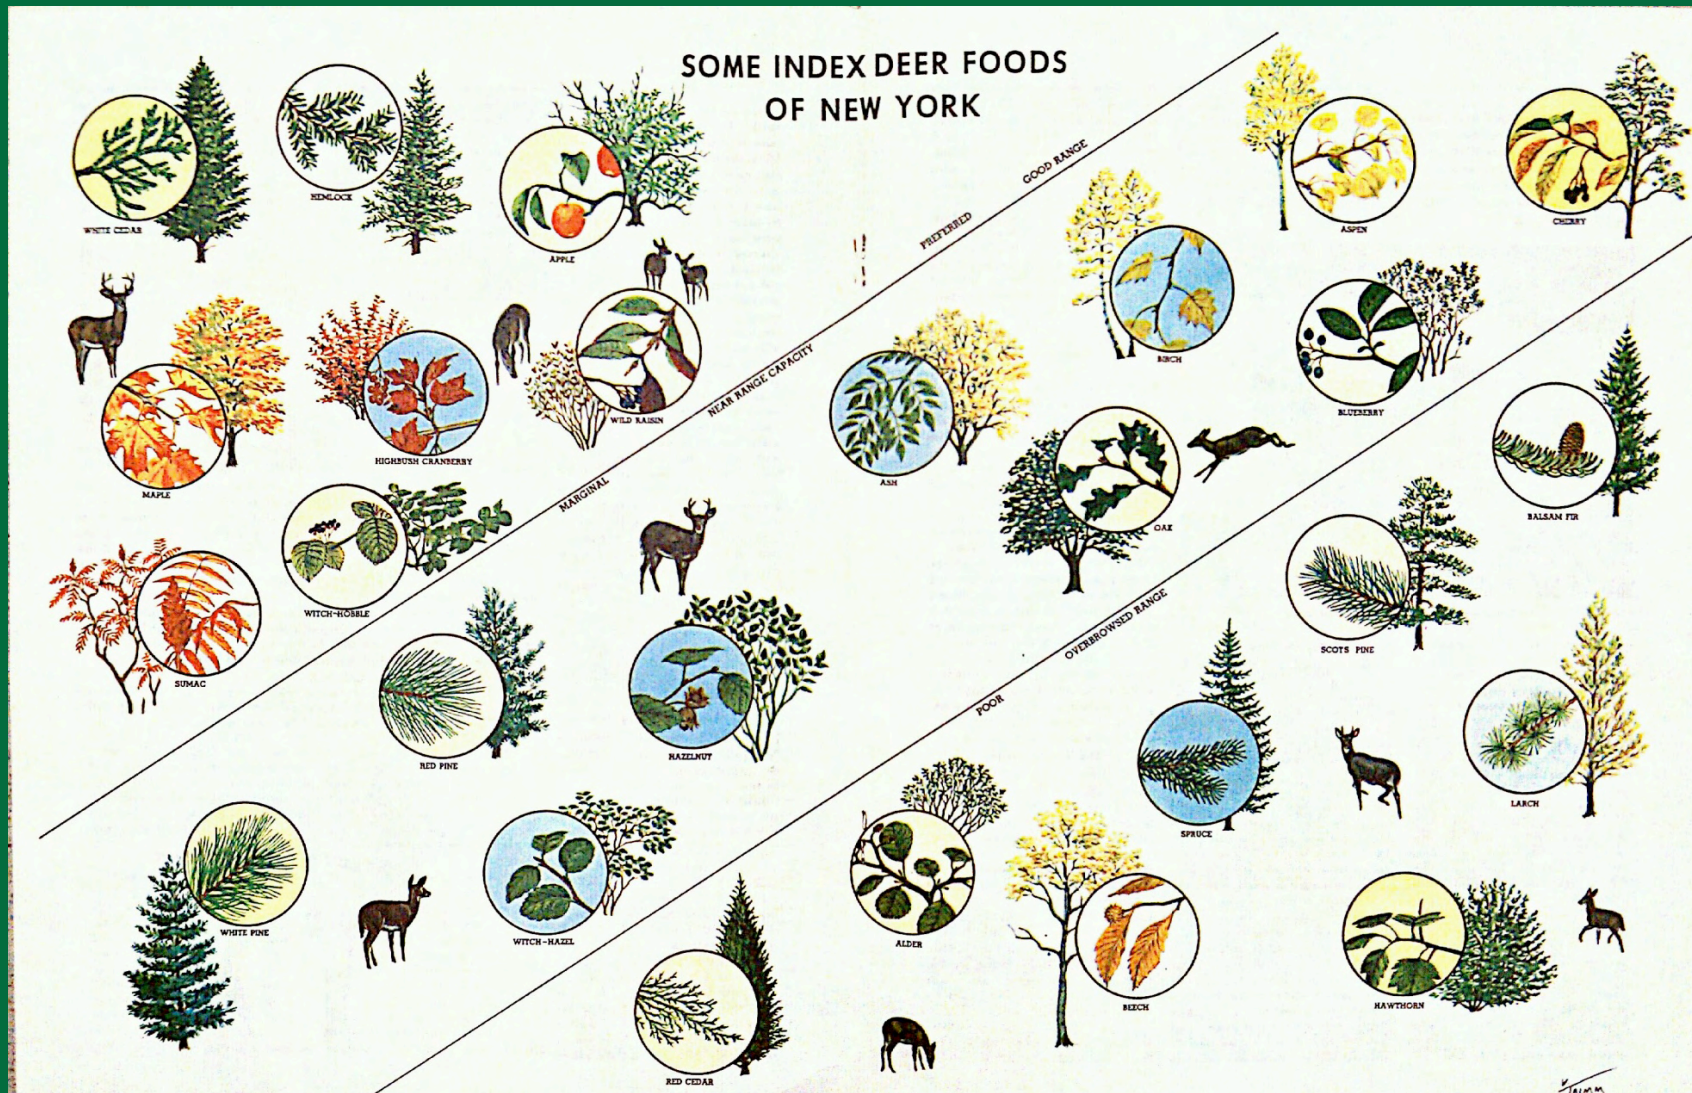 SOME INDEX DEER FOODS
OF NEW YORK
WHITE CEDAR
HEMLOCK
APPLE
MAPLE
HIGHBUSH CRANBERRY
WILD RAISIN
WITCH-HOBBLE
SUMAC
PREFERRED
GOOD RANGE
MARGINAL
NEAR RANGE CAPACITY
ASPEN
CHERRY
BIRCH
BLUEBERRY
ASH
OAK
RED PINE
HAZELNUT
WHITE PINE
WITCH-HAZEL
POOR
OVERBROWSED RANGE
BALSAM FIR
SCOTS PINE
LARCH
SPRUCE
ALDER
BEECH
HAWTHORN
RED CEDAR